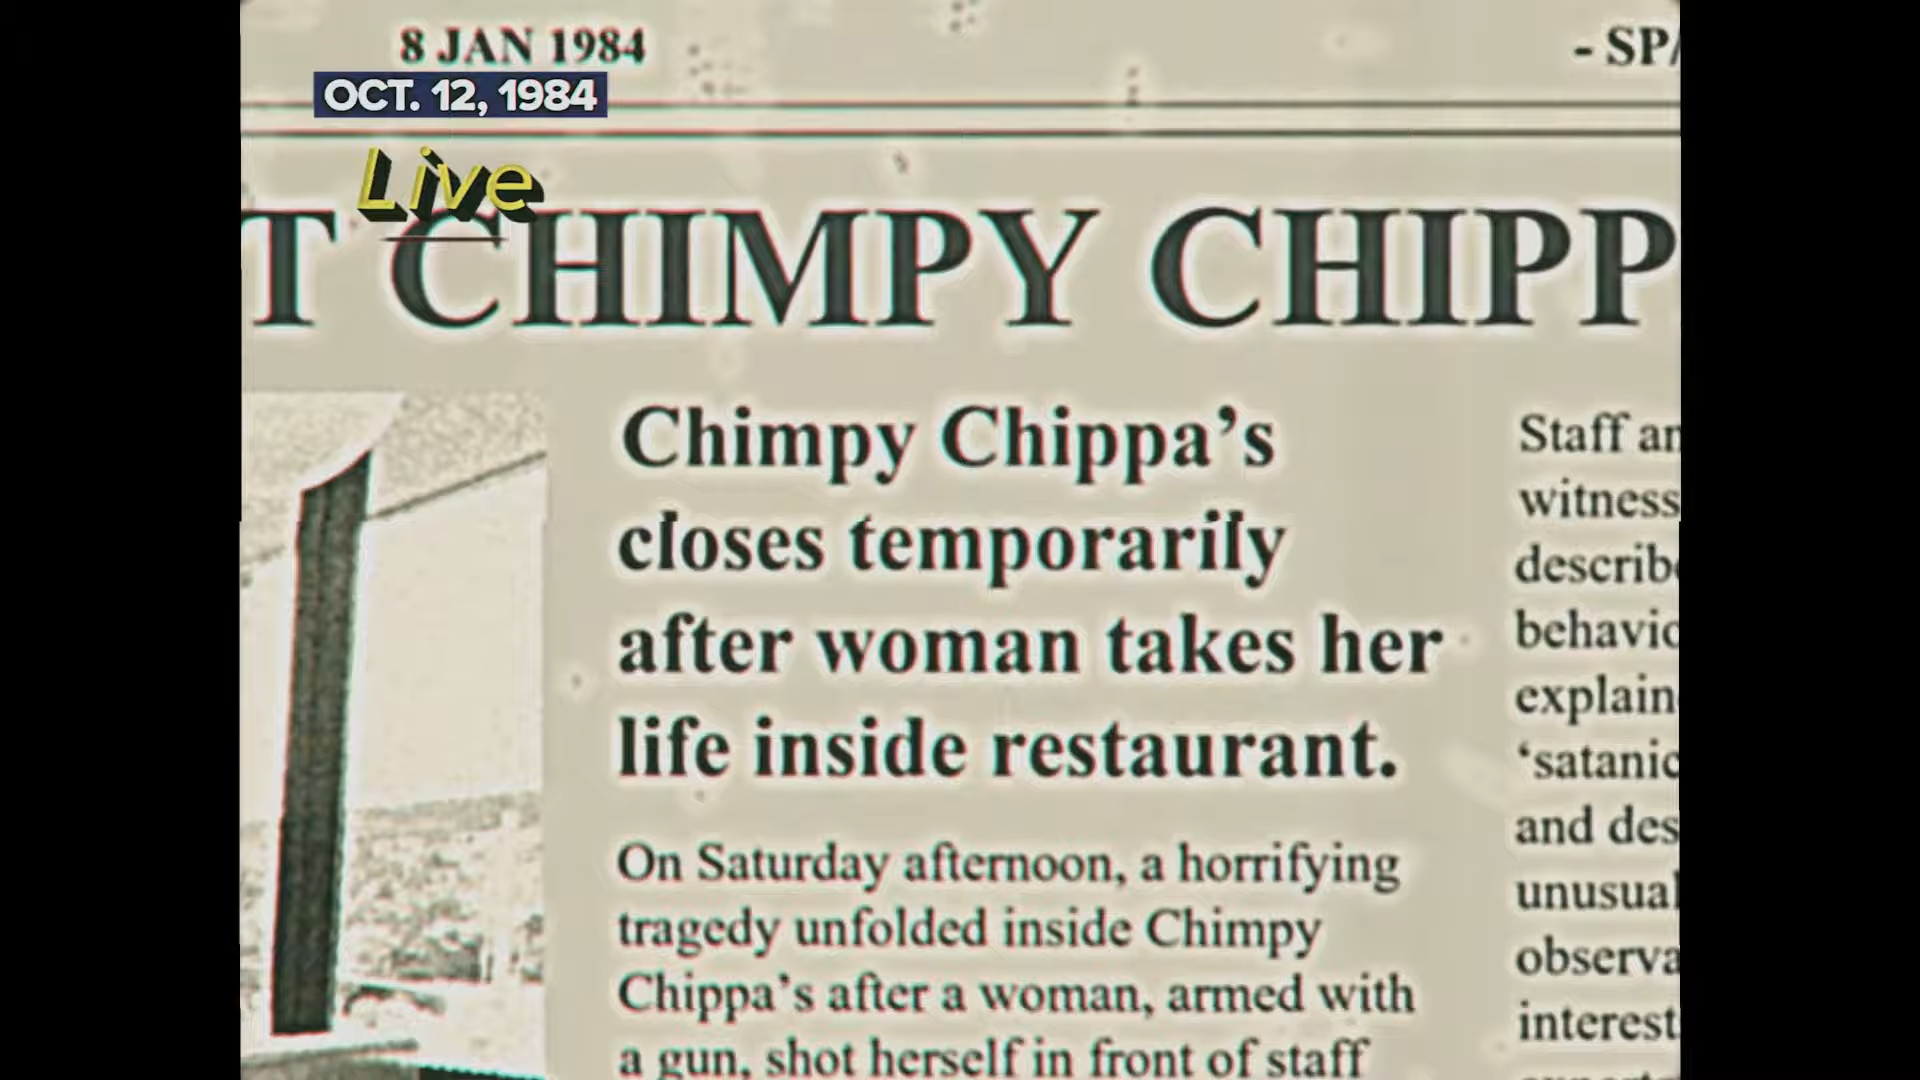 8 JAN 1984
- SPA
OCT. 12, 1984
Live
T CHIMPY CHIPP
Chimpy Chippa’s
closes temporarily
after woman takes her
life inside restaurant.
On Saturday afternoon, a horrifying
tragedy unfolded inside Chimpy
Chippa’s after a woman, armed with
a gun, shot herself in front of staff
Staff an
witness
describe
behavio
explain
‘satanic
and des
unusual
observa
interest